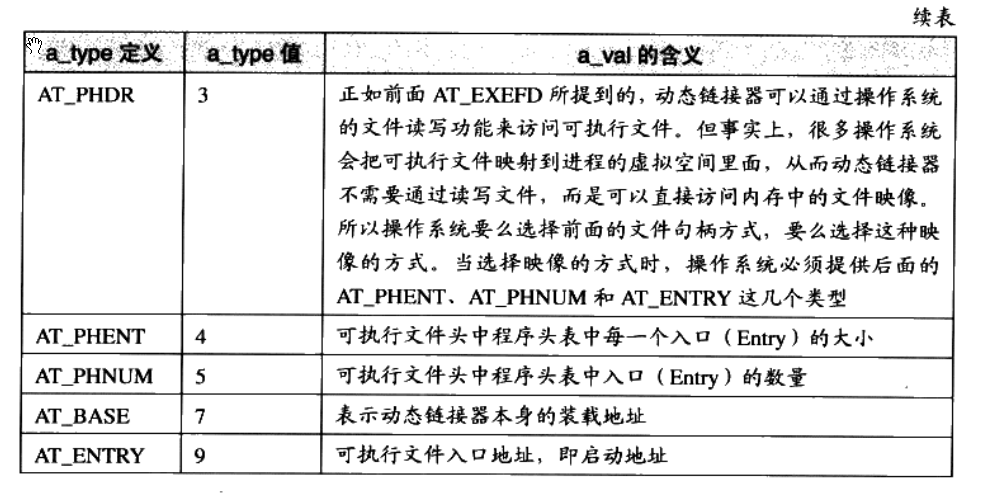 续表
a_type 定义 a_type 值 a_val 的含义
AT_PHDR 3 正如前面 AT_EXEFD 所提到的，动态链接器可以通过操作系统
的文件读写功能来访问可执行文件。但事实上，很多操作系统
会把可执行文件映射到进程的虚拟空间里面，从而动态链接器
不需要通过读写文件，而是可以直接访问内存中的文件映像。
所以操作系统要么选择前面的文件句柄方式，要么选择这种映
像的方式。当选择映像的方式时，操作系统必须提供后面的
AT_PHENT、AT_PHNUM 和 AT_ENTRY 这几个类型
AT_PHENT 4 可执行文件头中程序头表中每一个入口（Entry）的大小
AT_PHNUM 5 可执行文件头中程序头表中入口（Entry）的数量
AT_BASE 7 表示动态链接器本身的装载地址
AT_ENTRY 9 可执行文件入口地址，即启动地址